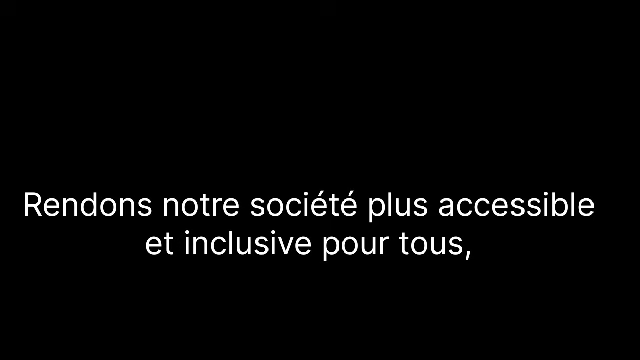 Rendons notre société plus accessible
et inclusive pour tous,